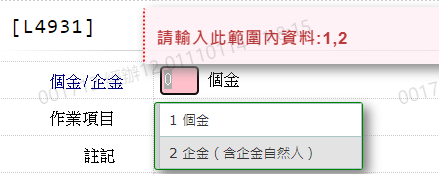 [L4931]
請輸入此範圍內資料:1,2
個金/企金 0 個金
作業項目
1 個金
註記
2 企金（含企金自然人）